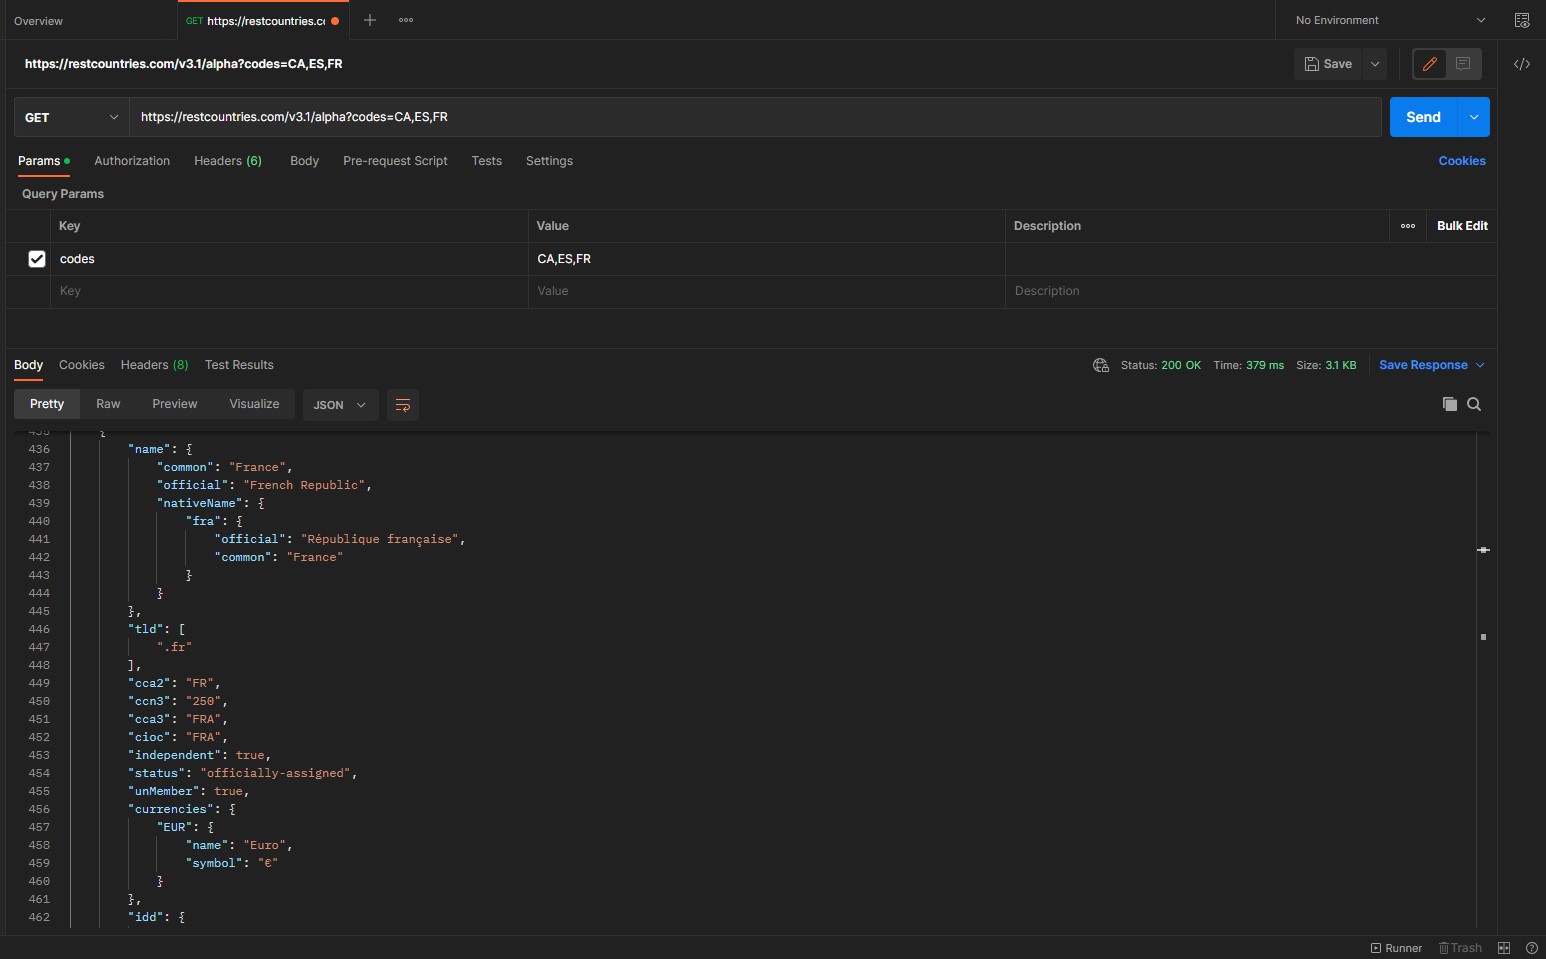 Overview
GET https://restcountries.co
No Environment
https://restcountries.com/v3.1/alpha?codes=CA,ES,FR
Save
GET
https://restcountries.com/v3.1/alpha?codes=CA,ES,FR
Send
Params
Authorization
Headers (6)
Body
Pre-request Script
Tests
Settings
Cookies
Query Params
Key
Value
Description
Bulk Edit
codes
CA,ES,FR
Key
Value
Description
Body
Cookies
Headers (8)
Test Results
Status: 200 OK
Time: 379 ms
Size: 3.1 KB
Save Response
Pretty
Raw
Preview
Visualize
JSON
435 {
436 "name": {
437 "common": "France",
438 "official": "French Republic",
439 "nativeName": {
440 "fra": {
441 "official": "République française",
442 "common": "France"
443 }
444 }
445 },
446 "tld": [
447 ".fr"
448 ],
449 "cca2": "FR",
450 "ccn3": "250",
451 "cca3": "FRA",
452 "cioc": "FRA",
453 "independent": true,
454 "status": "officially-assigned",
455 "unMember": true,
456 "currencies": {
457 "EUR": {
458 "name": "Euro",
459 "symbol": "€"
460 }
461 },
462 "idd": {
Runner
Trash